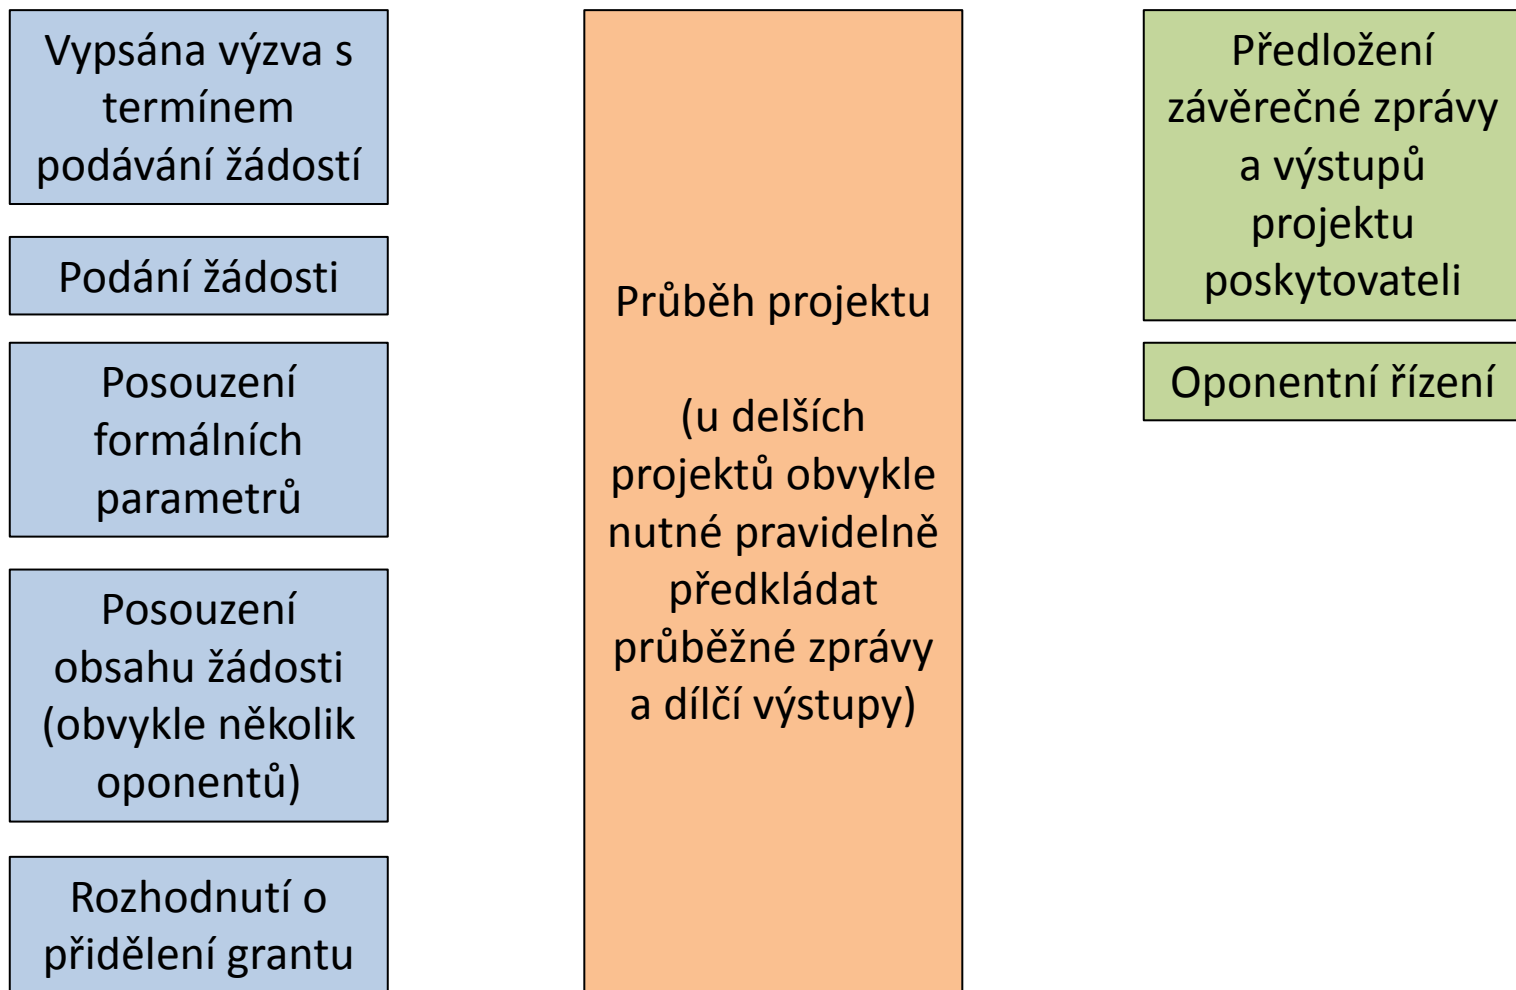 Vypsána výzva s
termínem
podávání žádostí
Podání žádosti
Posouzení
formálních
parametrů
Posouzení
obsahu žádosti
(obvykle několik
oponentů)
Rozhodnutí o
přidělení grantu
Průběh projektu
(u delších
projektů obvykle
nutné pravidelně
předkládat
průběžné zprávy
a dílčí výstupy)
Předložení
závěrečné zprávy
a výstupů
projektu
poskytovateli
Oponentní řízení